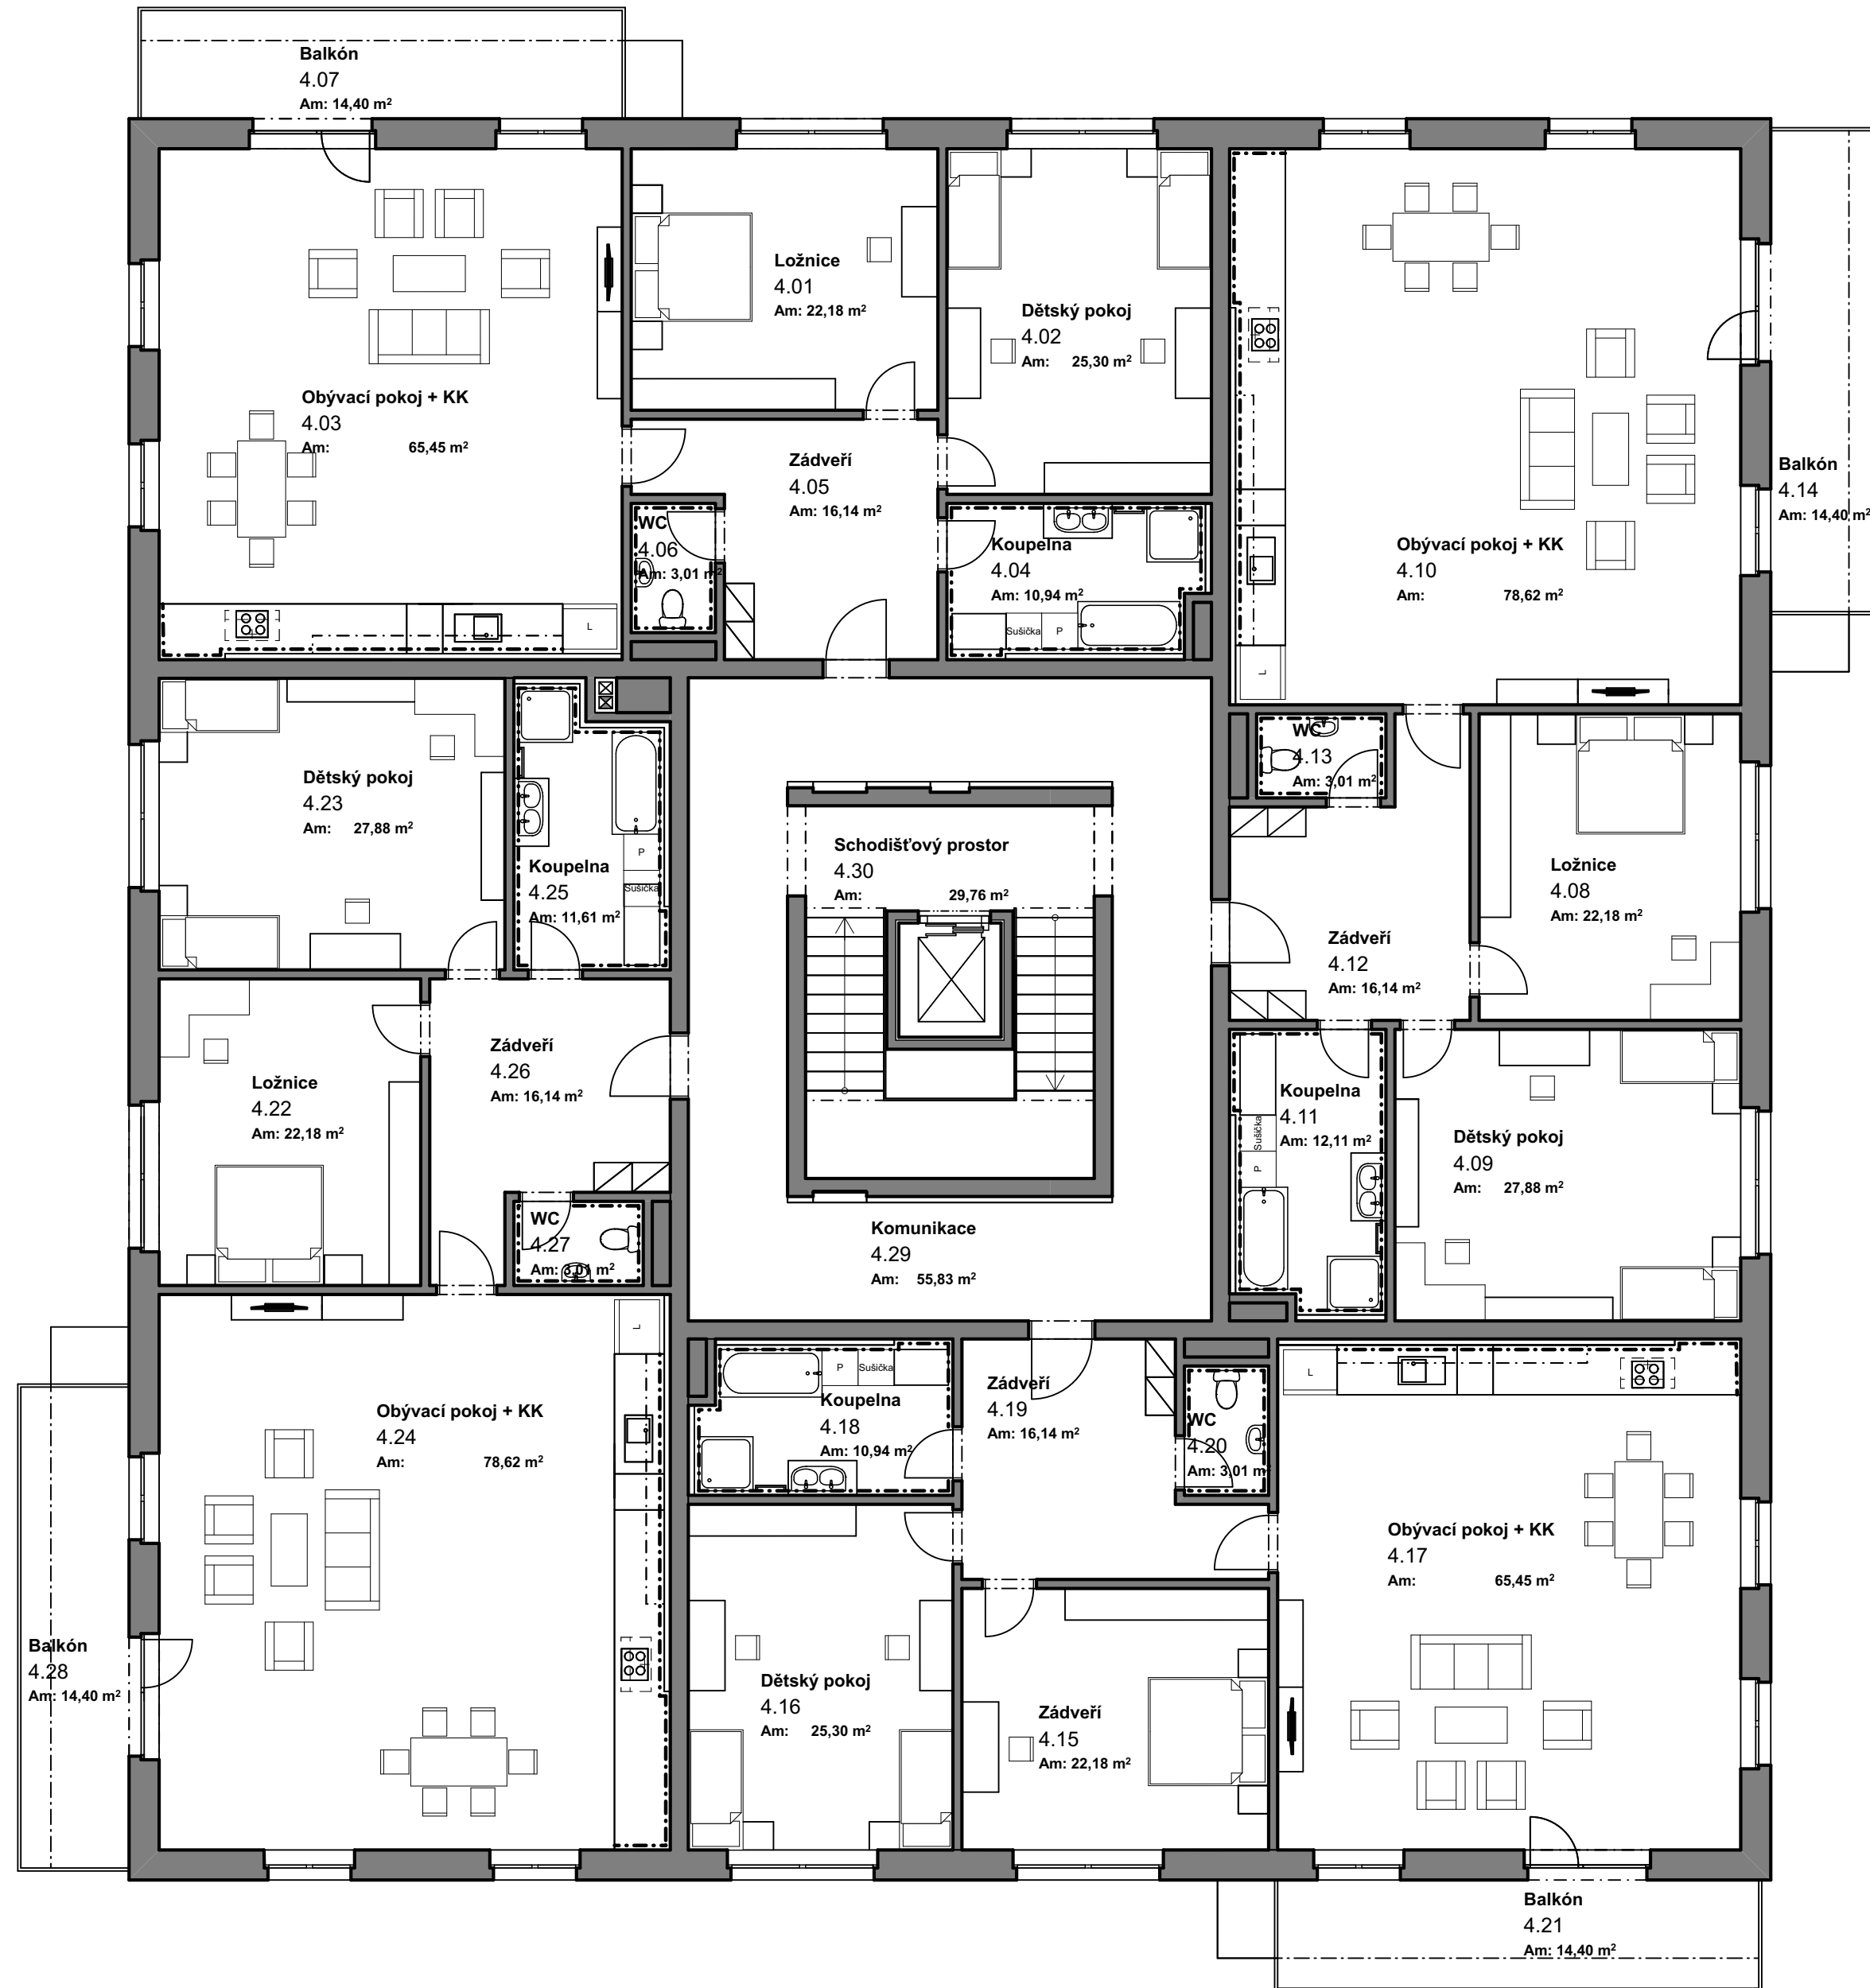 Balkón
4.07
Am: 14,40 m²
Ložnice
4.01
Am: 22,18 m²
Dětský pokoj
4.02
Am: 25,30 m²
Obývací pokoj + KK
4.03
Am: 65,45 m²
Zádveří
4.05
Am: 16,14 m²
WC
4.06
Am: 3,01 m²
Koupelna
4.04
Am: 10,94 m²
Sušička
P
L
Obývací pokoj + KK
4.10
Am: 78,62 m²
L
Balkón
4.14
Am: 14,40 m²
Dětský pokoj
4.23
Am: 27,88 m²
Koupelna
4.25
Am: 11,61 m²
P
Sušička
Schodišťový prostor
4.30
Am: 29,76 m²
WC
4.13
Am: 3,01 m²
Zádveří
4.12
Am: 16,14 m²
Ložnice
4.08
Am: 22,18 m²
Ložnice
4.22
Am: 22,18 m²
Zádveří
4.26
Am: 16,14 m²
WC
4.27
Am: 3,01 m²
Komunikace
4.29
Am: 55,83 m²
Koupelna
4.11
Am: 12,11 m²
Sušička
P
Dětský pokoj
4.09
Am: 27,88 m²
L
Obývací pokoj + KK
4.24
Am: 78,62 m²
Balkón
4.28
Am: 14,40 m²
P
Sušička
Koupelna
4.18
Am: 10,94 m²
Zádveří
4.19
Am: 16,14 m²
WC
4.20
Am: 3,01 m²
L
Obývací pokoj + KK
4.17
Am: 65,45 m²
Dětský pokoj
4.16
Am: 25,30 m²
Zádveří
4.15
Am: 22,18 m²
Balkón
4.21
Am: 14,40 m²